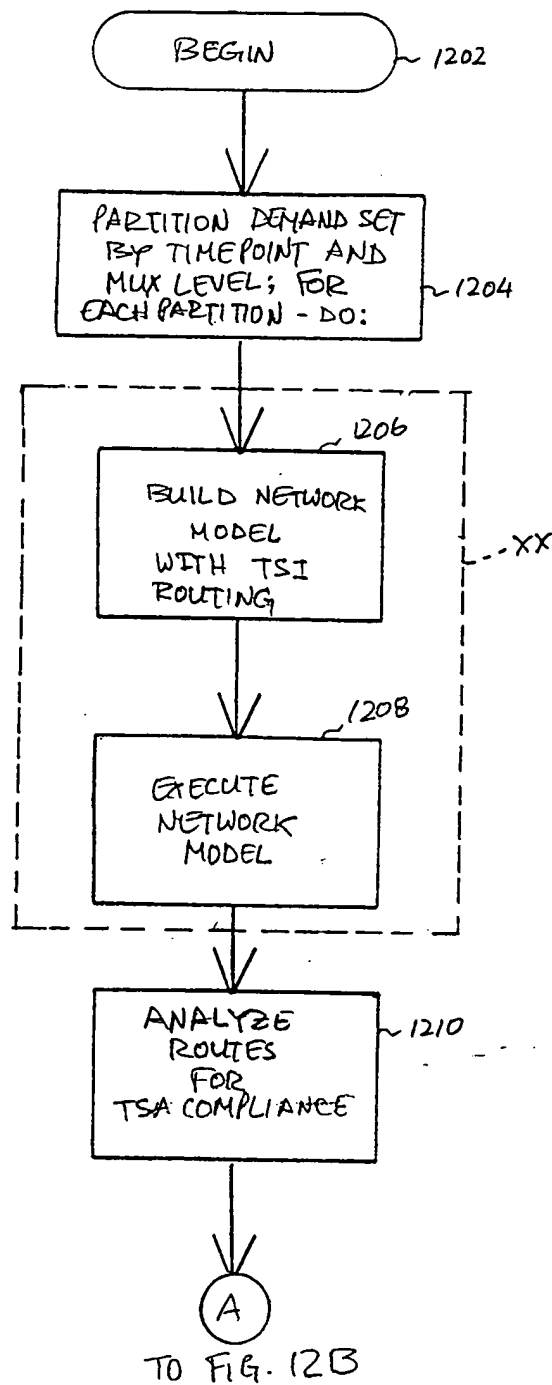 BEGIN
1202
PARTITION DEMAND SET
BY TIMEPOINT AND
MUX LEVEL; FOR
EACH PARTITION - DO:
1204
1206
BUILD NETWORK
MODEL
WITH TSI
ROUTING
XX
1208
EXECUTE
NETWORK
MODEL
ANALYZE
ROUTES
FOR
TSA COMPLIANCE
1210
A
TO FIG. 12B